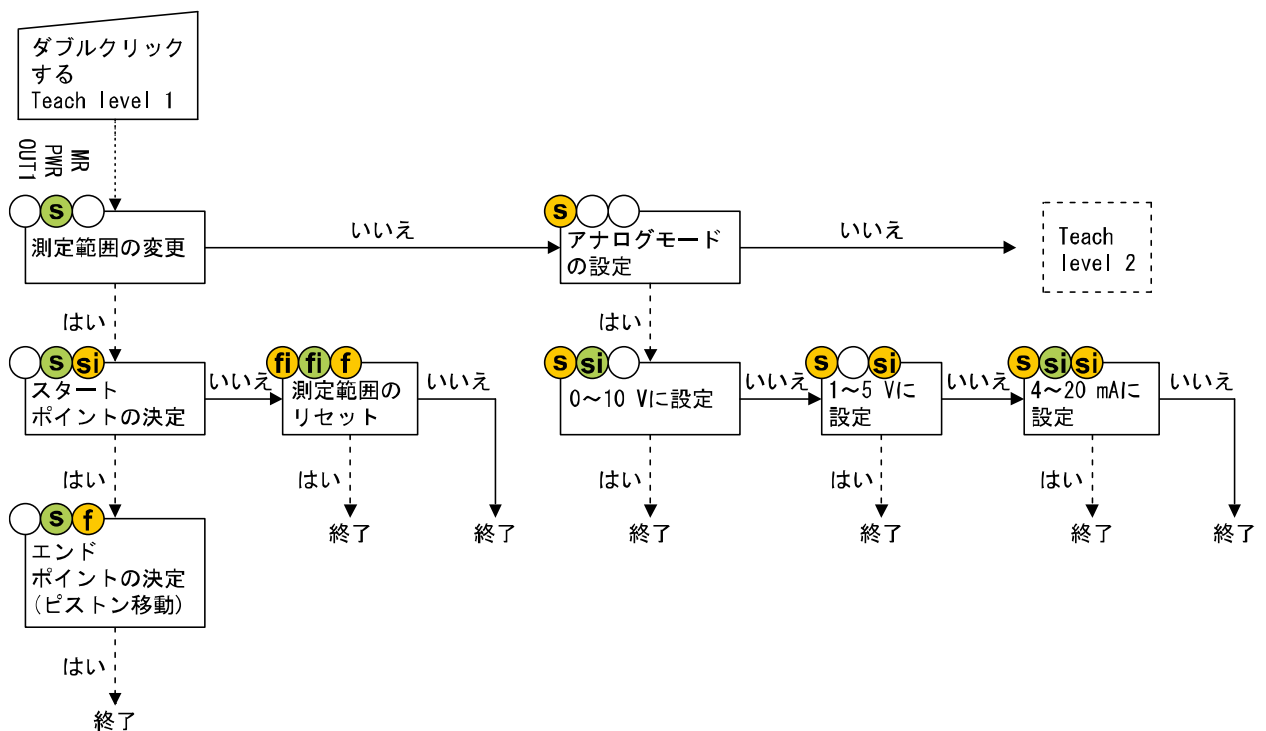 ダブルクリック
する
Teach level 1
OUT1
PWR
MR
s
測定範囲の変更
いいえ
s
アナログモード
の設定
いいえ
Teach
level 2
はい
はい
s si
スタート
ポイントの決定
いいえ
fi fi f
測定範囲の
リセット
いいえ
s si
0～10 Vに設定
いいえ
s si
1～5 Vに
設定
いいえ
s si si
4～20 mAに
設定
いいえ
はい
はい
はい
はい
はい
終了
終了
終了
終了
終了
終了
s f
エンド
ポイントの決定
(ピストン移動)
はい
終了